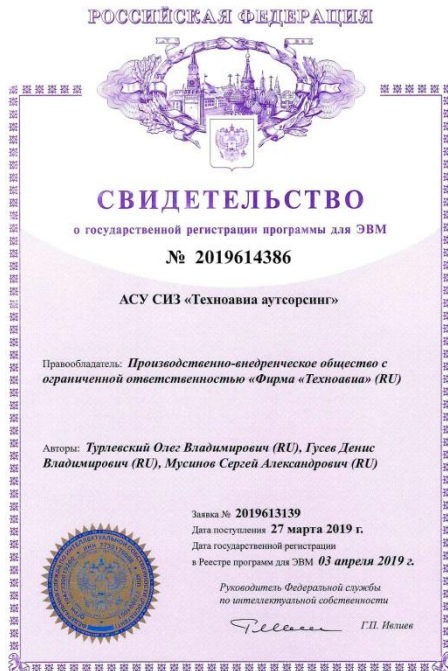 РОССИЙСКАЯ ФЕДЕРАЦИЯ
СВИДЕТЕЛЬСТВО
о государственной регистрации программы для ЭВМ
№ 2019614386
АСУ СИЗ «Техноавиа аутсорсинг»
Правообладатель: Производственно-внедренческое общество с
ограниченной ответственностью «Фирма «Техноавиа» (RU)
Авторы: Турлевский Олег Владимирович (RU), Гусев Денис
Владимирович (RU), Мусинов Сергей Александрович (RU)
Заявка № 2019613139
Дата поступления 27 марта 2019 г.
Дата государственной регистрации
в Реестре программ для ЭВМ 03 апреля 2019 г.
Руководитель Федеральной службы
по интеллектуальной собственности
Г.П. Ивлиев